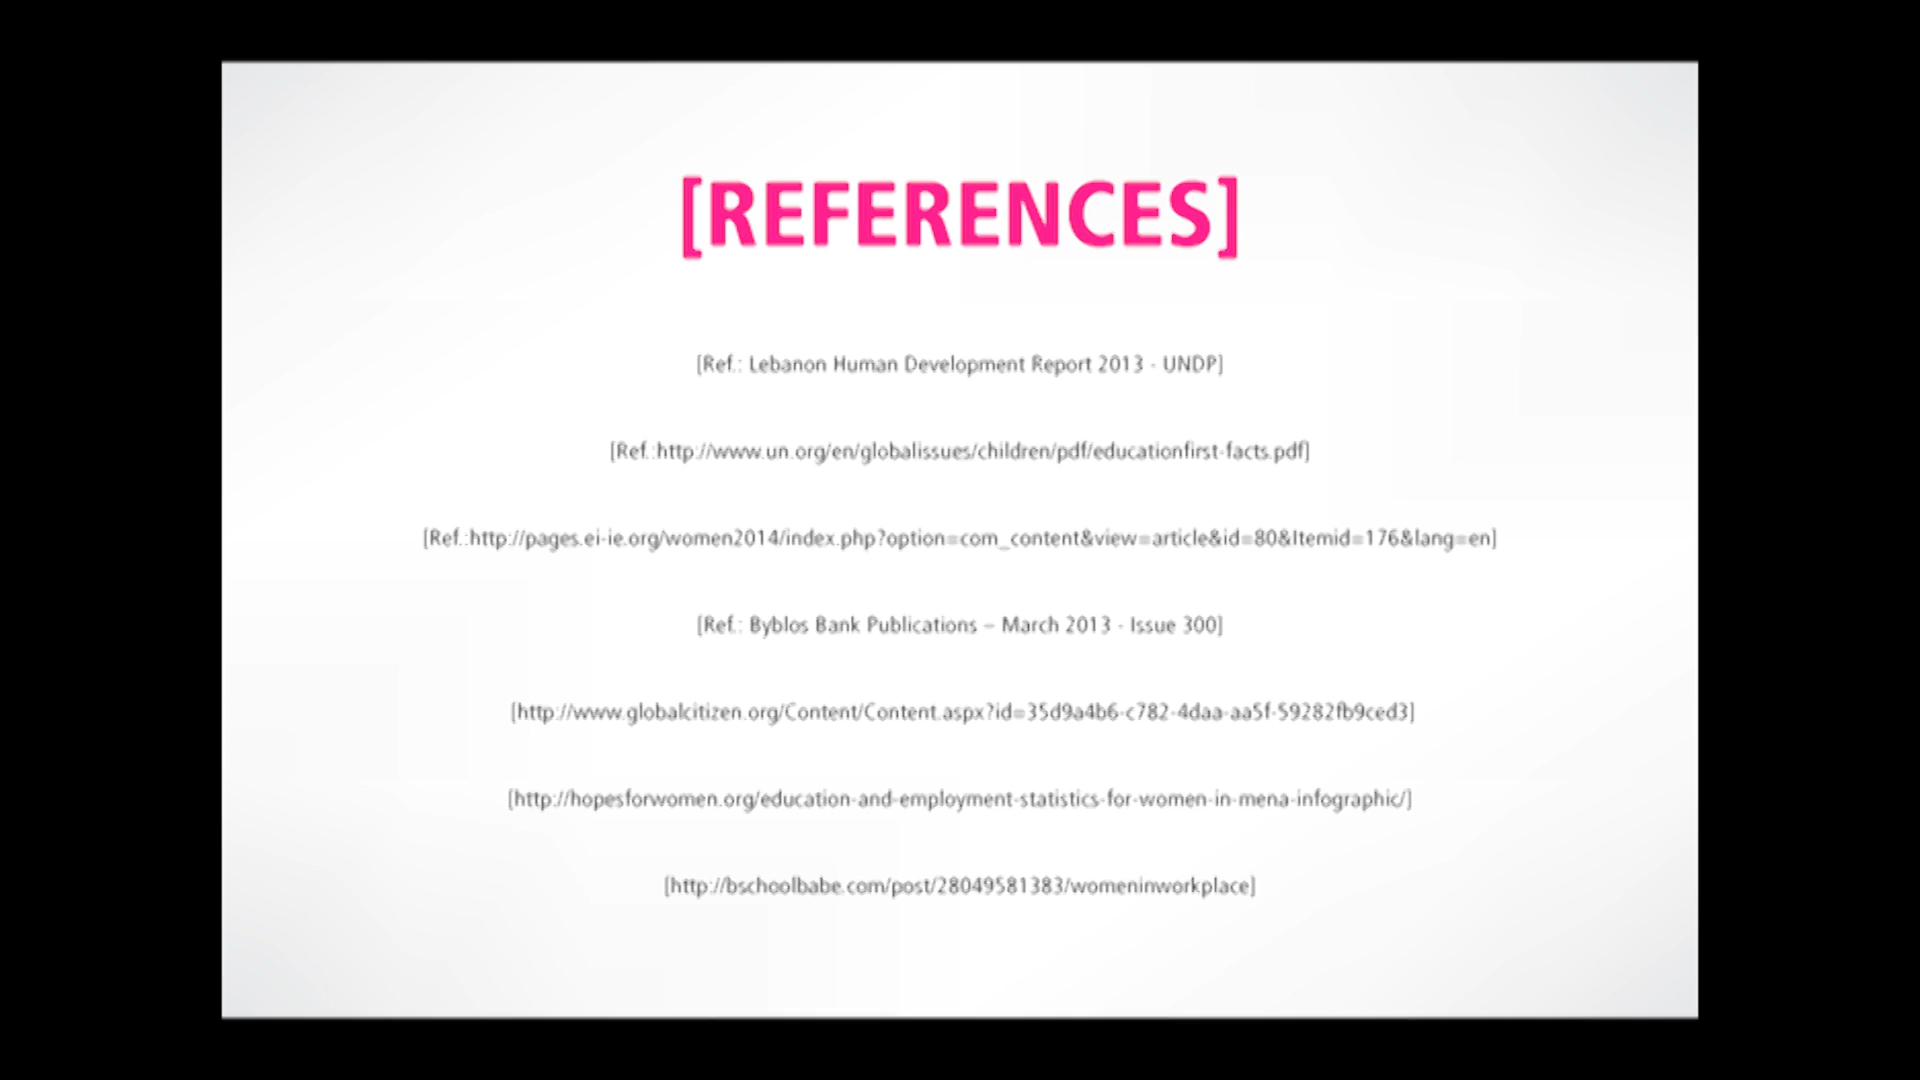 [REFERENCES]
[Ref.: Lebanon Human Development Report 2013 - UNDP]
[Ref.:http://www.un.org/en/globalissues/children/pdf/educationfirst-facts.pdf]
[Ref.:http://pages.ei-ie.org/women2014/index.php?option=com_content&view=article&id=80&Itemid=176&lang=en]
[Ref.: Byblos Bank Publications – March 2013 - Issue 300]
[http://www.globalcitizen.org/Content/Content.aspx?id=35d9a4b6-c782-4daa-aa5f-59282fb9ced3]
[http://hopesforwomen.org/education-and-employment-statistics-for-women-in-mena-infographic/]
[http://bschoolbabe.com/post/28049581383/womeninworkplace]